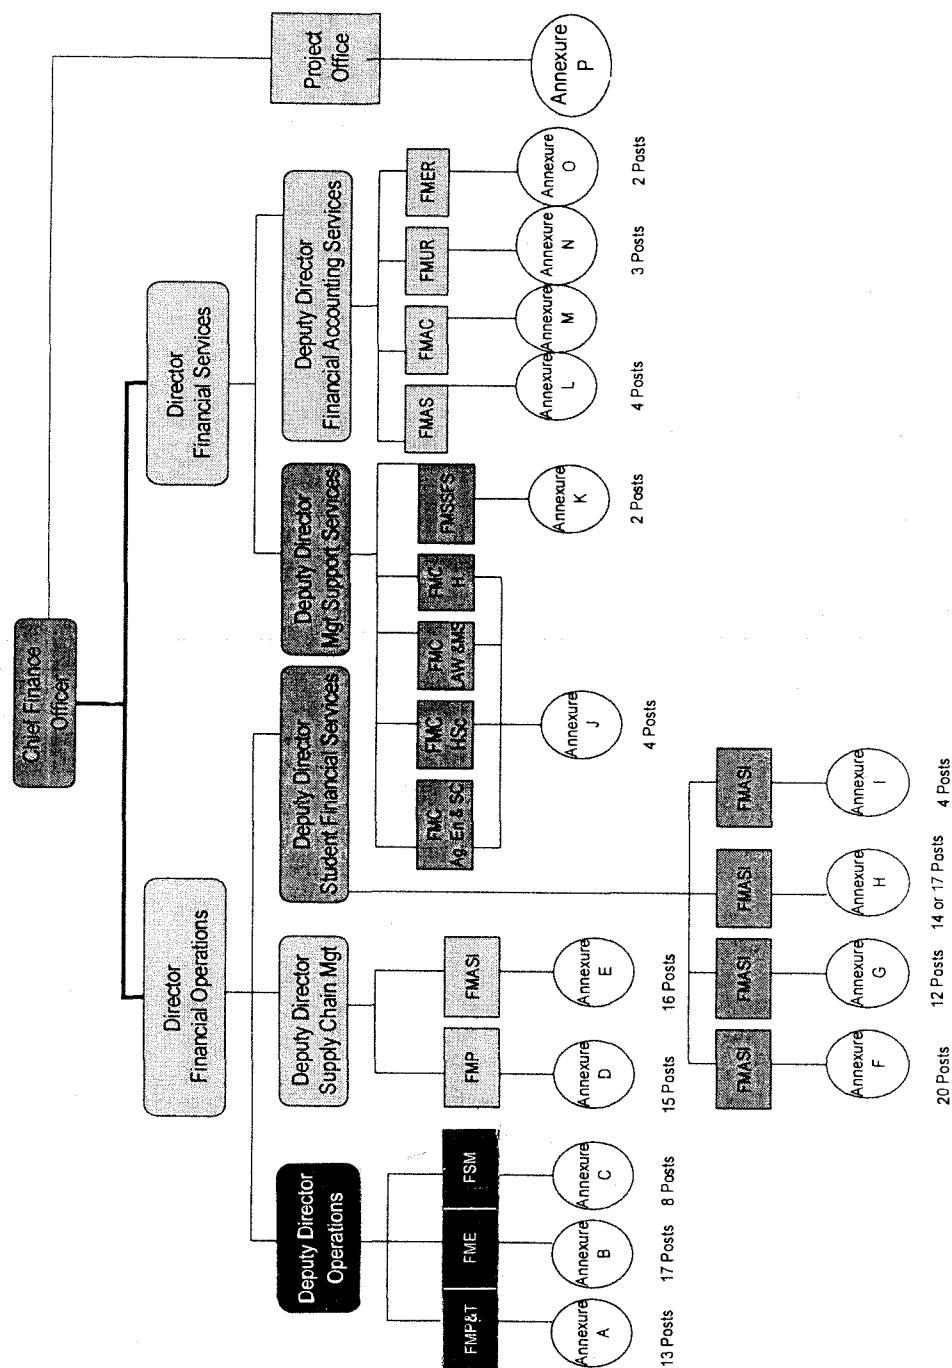 Chief Finance
Officer
Project
Office
Annexure
P
Director
Financial Operations
Director
Financial Services
Deputy Director
Operations
Deputy Director
Supply Chain Mgt
Deputy Director
Student Financial Services
Deputy Director
Mgt Support Services
Deputy Director
Financial Accounting Services
FMP&T
FME
FSM
Annexure
A
Annexure
B
Annexure
C
13 Posts
17 Posts
8 Posts
FMP
FMASI
Annexure
D
Annexure
E
15 Posts
16 Posts
FMC
Ag, En & SC
FMC
HSc
FMC
LAW &MS
FMC
H
FMSSFS
Annexure
J
4 Posts
Annexure
K
2 Posts
FMAS
FMAC
FMUR
FMER
Annexure
L
Annexure
M
Annexure
N
Annexure
O
4 Posts
3 Posts
2 Posts
FMASI
FMASI
FMASI
FMASI
Annexure
F
Annexure
G
Annexure
H
Annexure
I
20 Posts
12 Posts
14 or 17 Posts
4 Posts